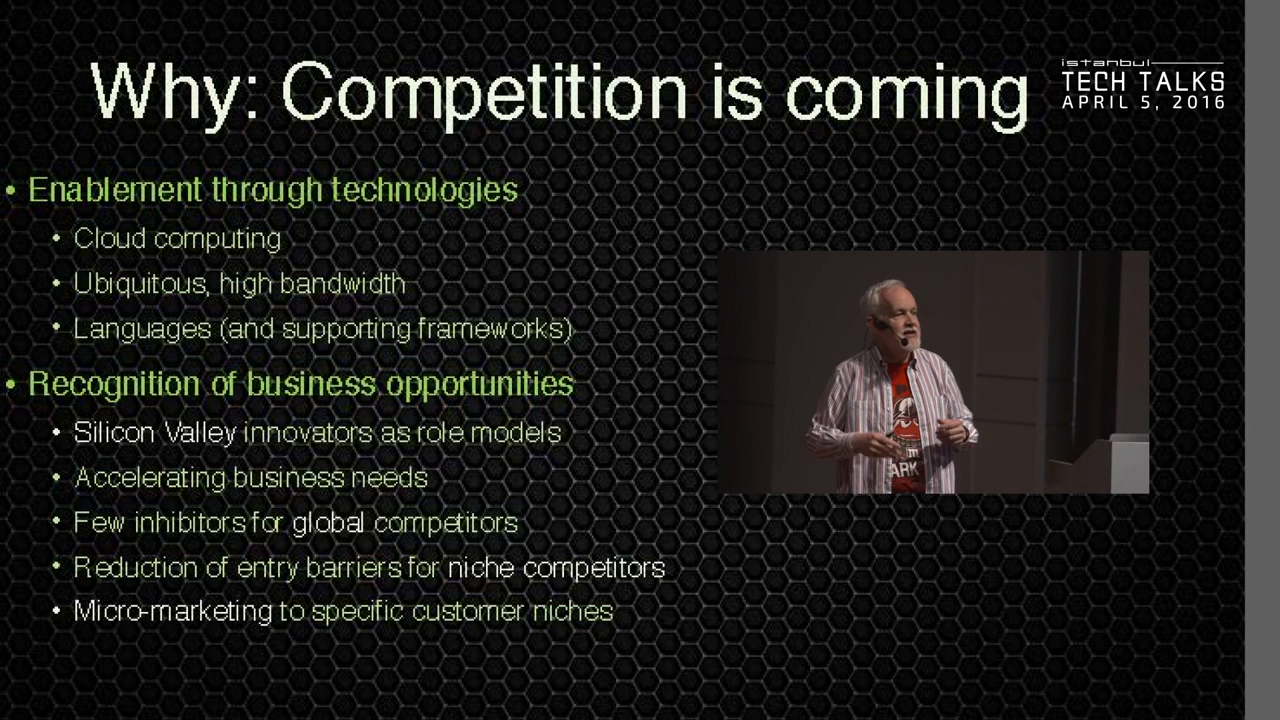 Why: Competition is coming
istanbul
TECH TALKS
APRIL 5, 2016
• Enablement through technologies
• Cloud computing
• Ubiquitous, high bandwidth
• Languages (and supporting frameworks)
• Recognition of business opportunities
• Silicon Valley innovators as role models
• Accelerating business needs
• Few inhibitors for global competitors
• Reduction of entry barriers for niche competitors
• Micro-marketing to specific customer niches
ARK